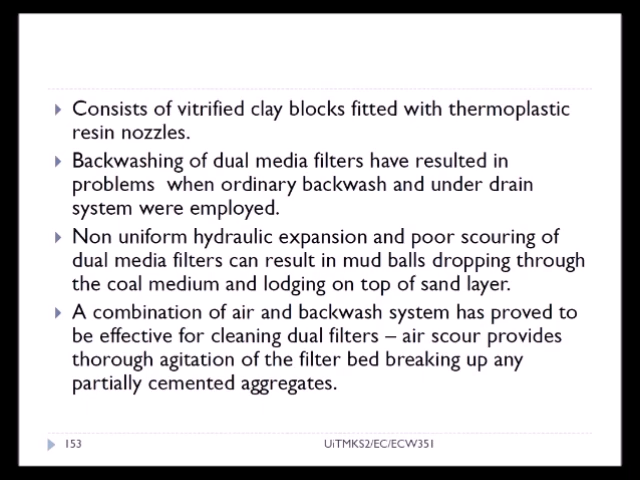 Consists of vitrified clay blocks fitted with thermoplastic
resin nozzles.
Backwashing of dual media filters have resulted in
problems when ordinary backwash and under drain
system were employed.
Non uniform hydraulic expansion and poor scouring of
dual media filters can result in mud balls dropping through
the coal medium and lodging on top of sand layer.
A combination of air and backwash system has proved to
be effective for cleaning dual filters – air scour provides
thorough agitation of the filter bed breaking up any
partially cemented aggregates.
153
UiTMKS2/EC/ECW351